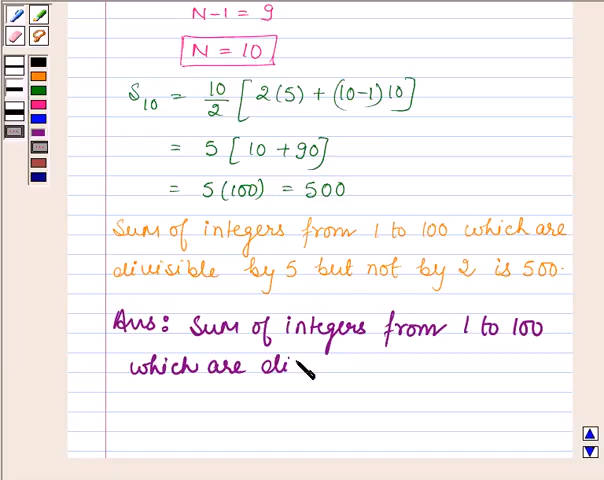 N-1 = 9
N = 10
S10 = 10/2 [ 2(5) + (10-1)10 ]
= 5 [ 10 + 90 ]
= 5(100) = 500
Sum of integers from 1 to 100 which are
divisible by 5 but not by 2 is 500.
Ans: Sum of integers from 1 to 100
which are di